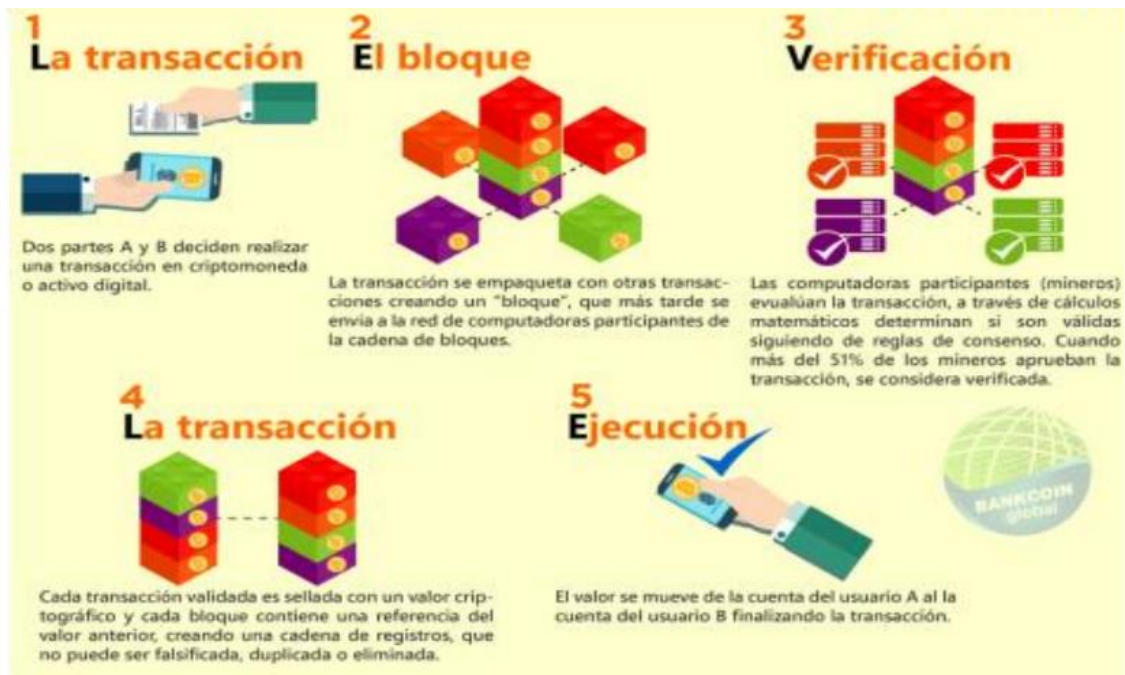 1
La transacción
Dos partes A y B deciden realizar
una transacción en criptomoneda
o activo digital.
2
El bloque
La transacción se empaqueta con otras transac-
ciones creando un "bloque", que más tarde se
envia a la red de computadoras participantes de
la cadena de bloques.
3
Verificación
Las computadoras participantes (mineros)
evualúan la transacción, a través de cálculos
matemáticos determinan si son válidas
siguiendo de reglas de consenso. Cuando
más del 51% de los mineros aprueban la
transacción, se considera verificada.
4
La transacción
Cada transacción validada es sellada con un valor crip-
tográfico y cada bloque contiene una referencia del
valor anterior, creando una cadena de registros, que
no puede ser falsificada, duplicada o eliminada.
5
Ejecución
El valor se mueve de la cuenta del usuario A al la
cuenta del usuario B finalizando la transacción.
BANKCOIN
global